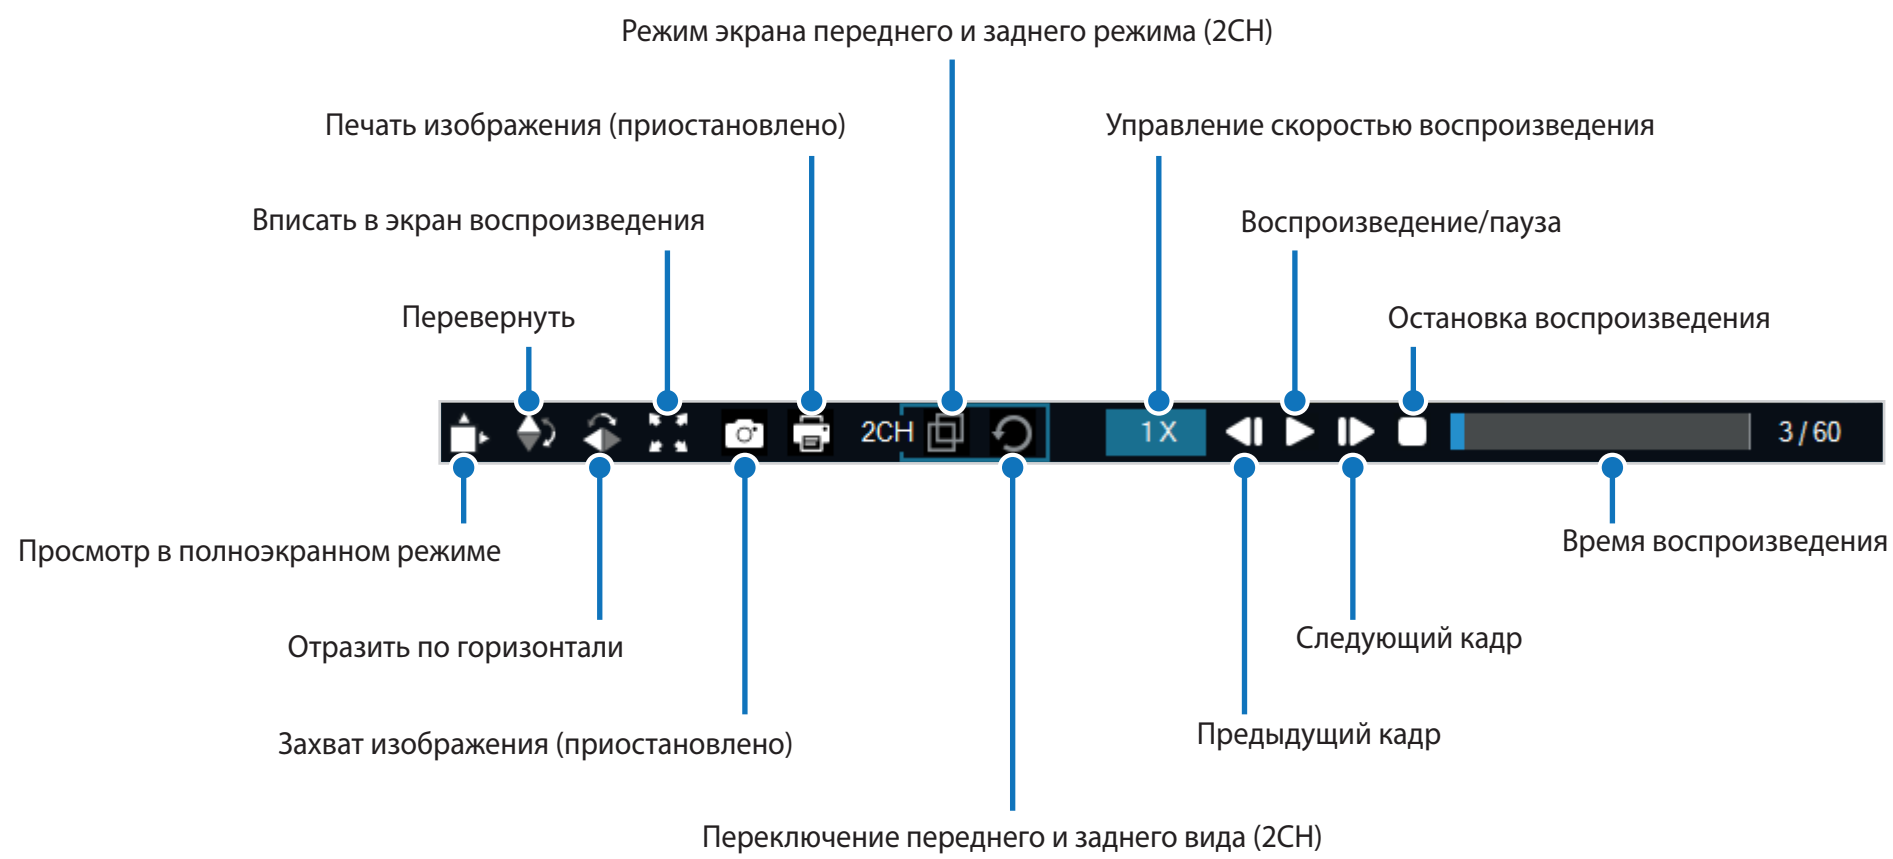 Режим экрана переднего и заднего режима (2CH)
Печать изображения (приостановлено)
Управление скоростью воспроизведения
Вписать в экран воспроизведения
Воспроизведение/пауза
Перевернуть
Остановка воспроизведения
2CH
1 X
3 / 60
Просмотр в полноэкранном режиме
Время воспроизведения
Отразить по горизонтали
Следующий кадр
Захват изображения (приостановлено)
Предыдущий кадр
Переключение переднего и заднего вида (2CH)